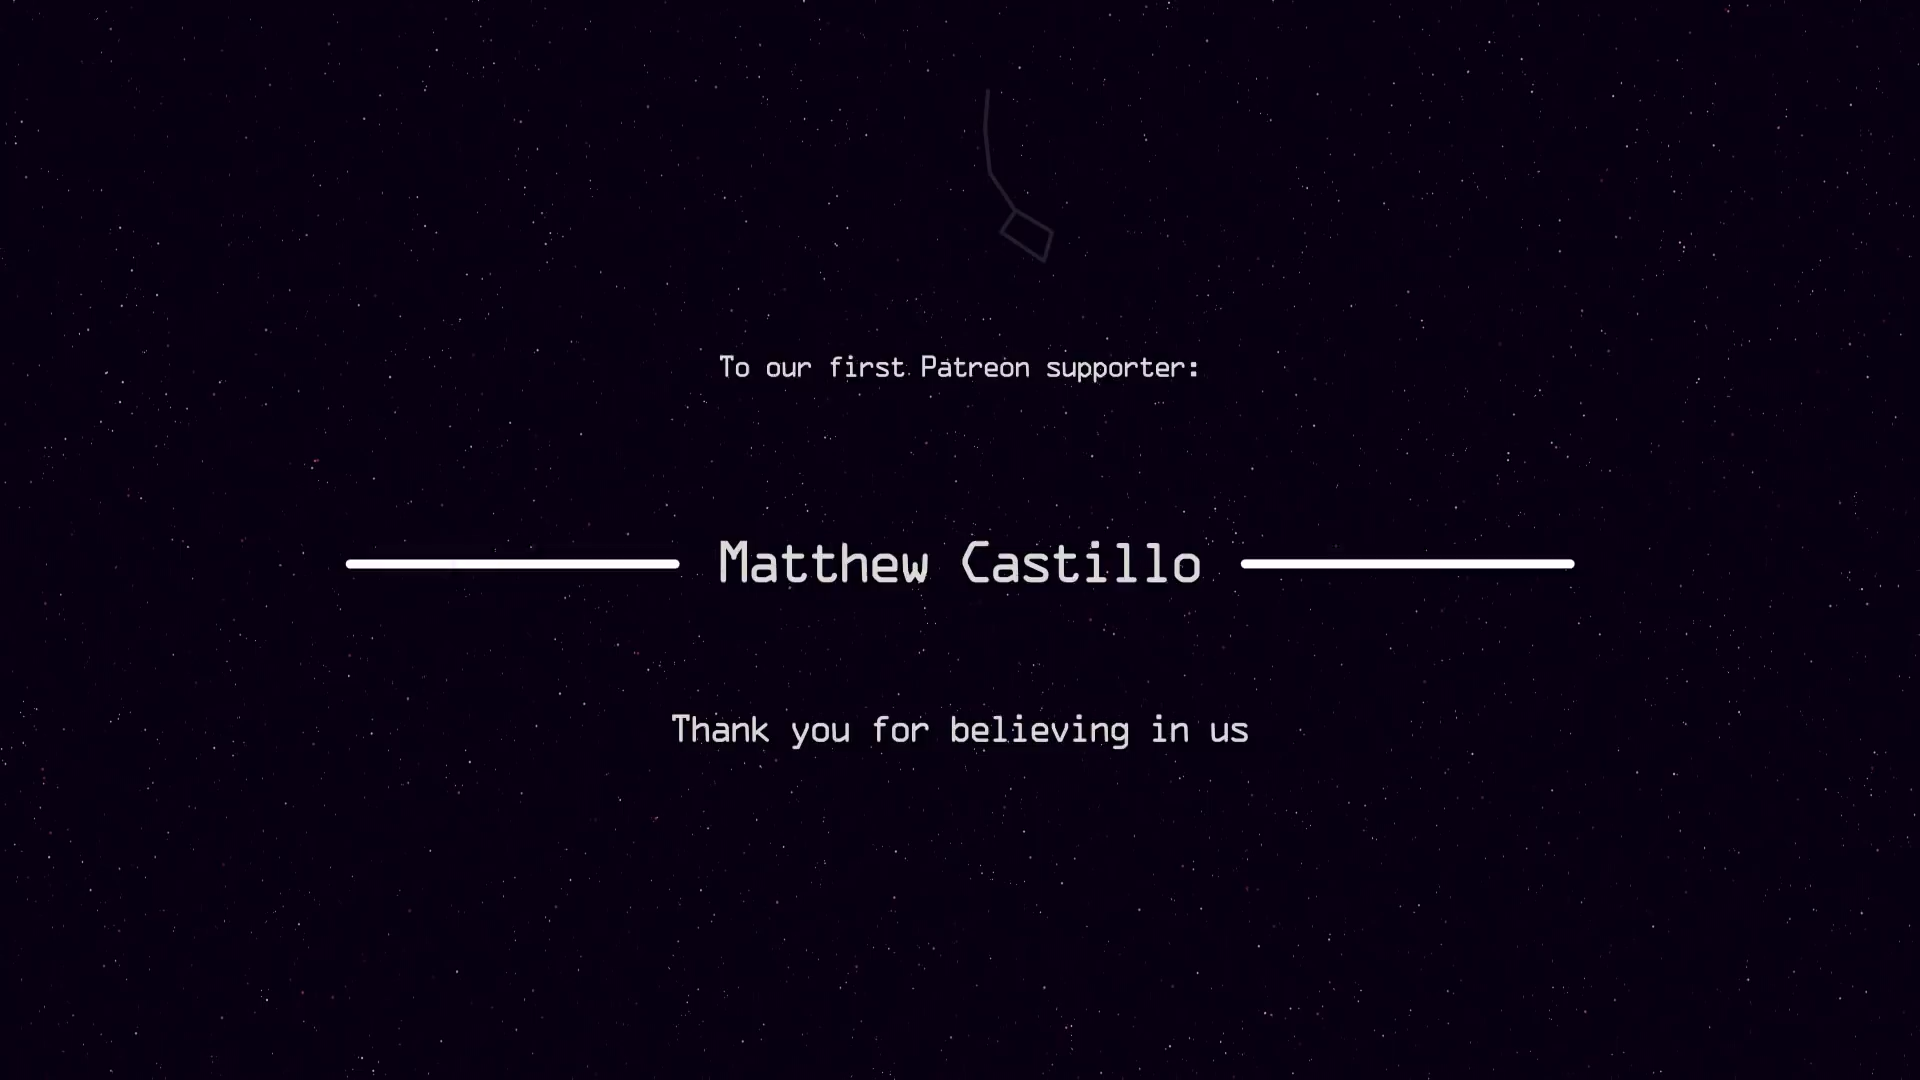 To our first Patreon supporter:
Matthew Castillo
Thank you for believing in us